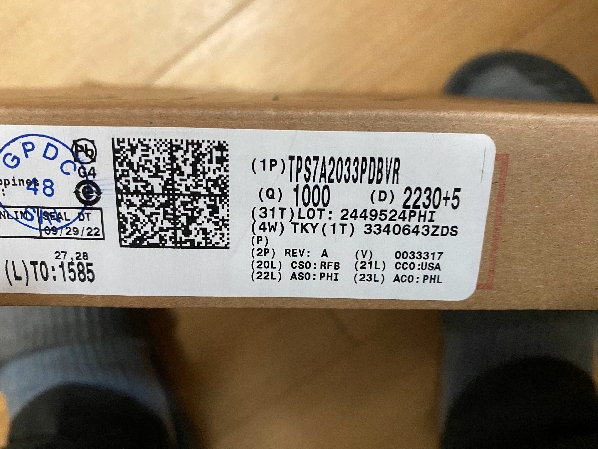 GPDC
48
Pb
G4
e3
SEAL DT
09/29/22
27,28
(L)TO:1585
(1P)TPS7A2033PDBVR
(Q) 1000 (D) 2230+5
(31T)LOT: 2449524PHI
(4W) TKY(1T) 3340643ZDS
(P)
(2P) REV: A (V) 0033317
(20L) CSO:RFB (21L) CCO:USA
(22L) ASO:PHI (23L) ACO:PHL